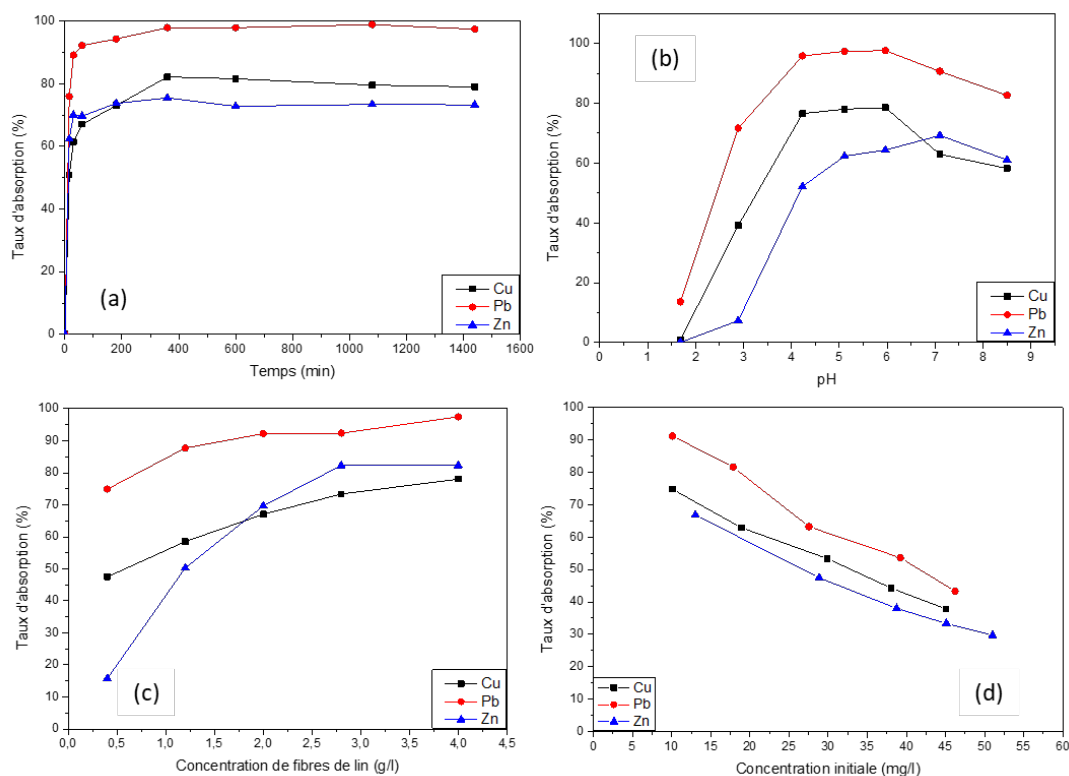 100
80
60
40
20
0
Taux d'absorption (%)
(a)
Cu
Pb
Zn
0 200 400 600 800 1000 1200 1400 1600
Temps (min)
100
80
60
40
20
0
Taux d'absorption (%)
(b)
Cu
Pb
Zn
0 1 2 3 4 5 6 7 8 9
pH
100
90
80
70
60
50
40
30
20
10
0
Taux d'absorption (%)
(c)
Cu
Pb
Zn
0,0 0,5 1,0 1,5 2,0 2,5 3,0 3,5 4,0 4,5
Concentration de fibres de lin (g/l)
100
90
80
70
60
50
40
30
20
10
0
Taux d'absorption (%)
(d)
Cu
Pb
Zn
0 5 10 15 20 25 30 35 40 45 50 55 60
Concentration initiale (mg/l)